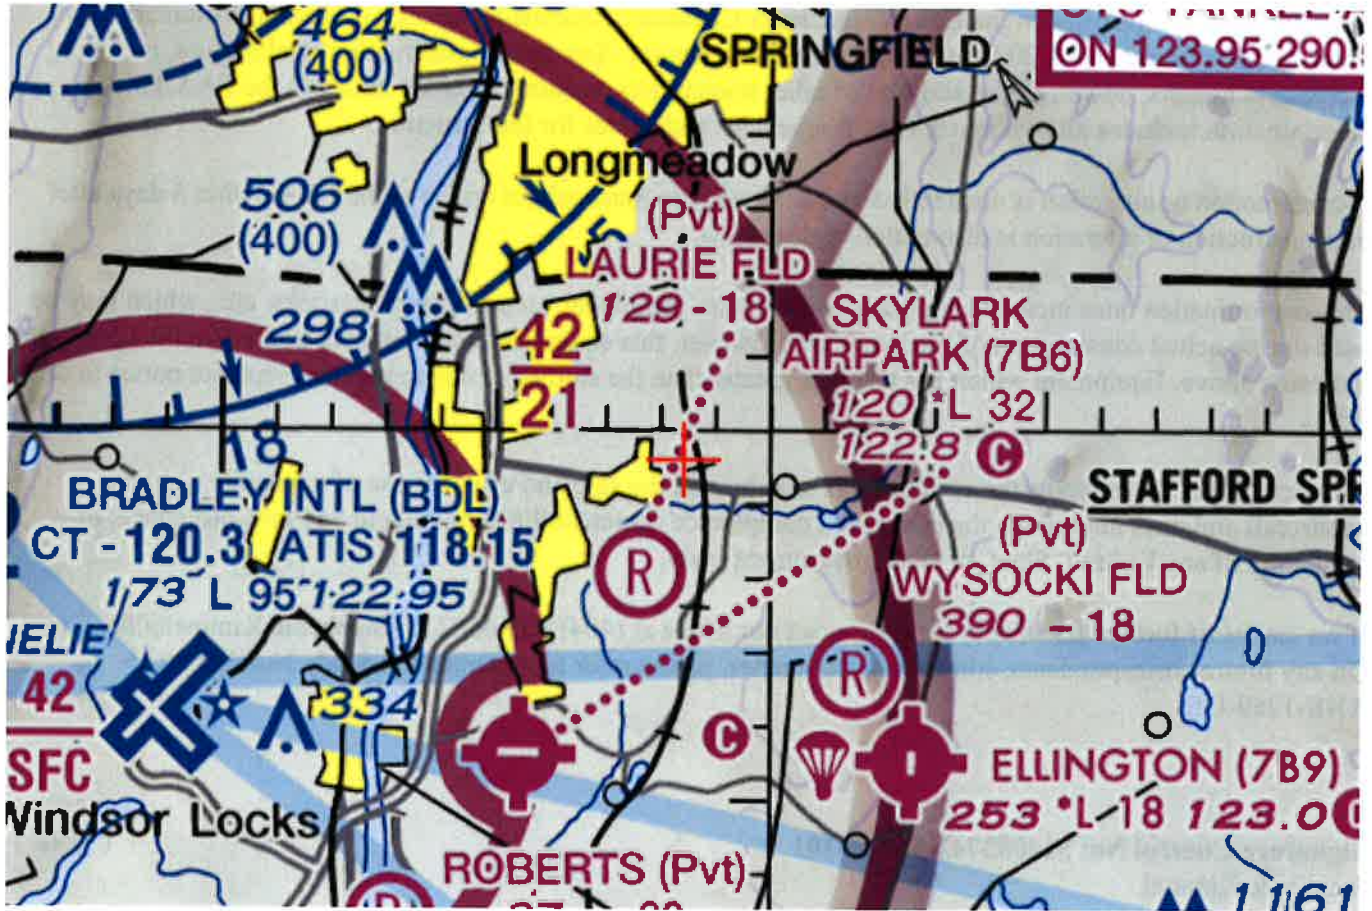 464
(400)
SPRINGFIELD
ON 123.95 290.
Longmeadow
506
(400)
(Pvt)
LAURIE FLD
129 - 18
298
42
21
SKYLARK
AIRPARK (7B6)
120 *L 32
122.8 C
18
BRADLEY INTL (BDL)
CT - 120.3 ATIS 118.15
173 L 95 122.95
STAFFORD SPR
(Pvt)
WYSOCKI FLD
390 - 18
R
NELIE
42
SFC
334
R
C
Windsor Locks
ELLINGTON (7B9)
253 *L 18 123.0
ROBERTS (Pvt)
R
1161